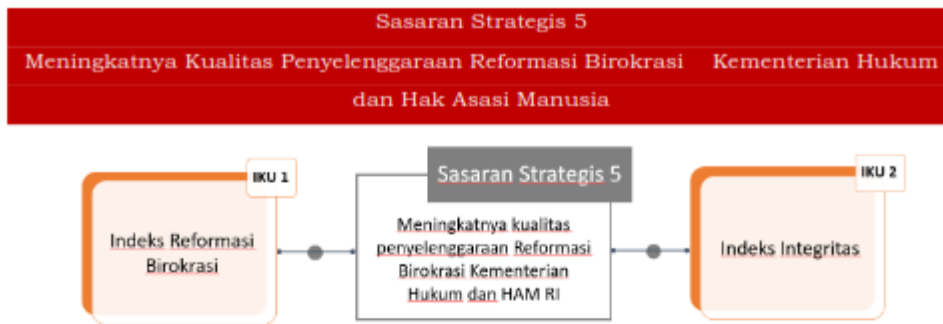 Sasaran Strategis 5
Meningkatnya Kualitas Penyelenggaraan Reformasi Birokrasi Kementerian Hukum
dan Hak Asasi Manusia
IKU 1
Indeks Reformasi
Birokrasi
Sasaran Strategis 5
Meningkatnya kualitas
penyelenggaraan Reformasi
Birokrasi Kementerian
Hukum dan HAM RI
IKU 2
Indeks Integritas